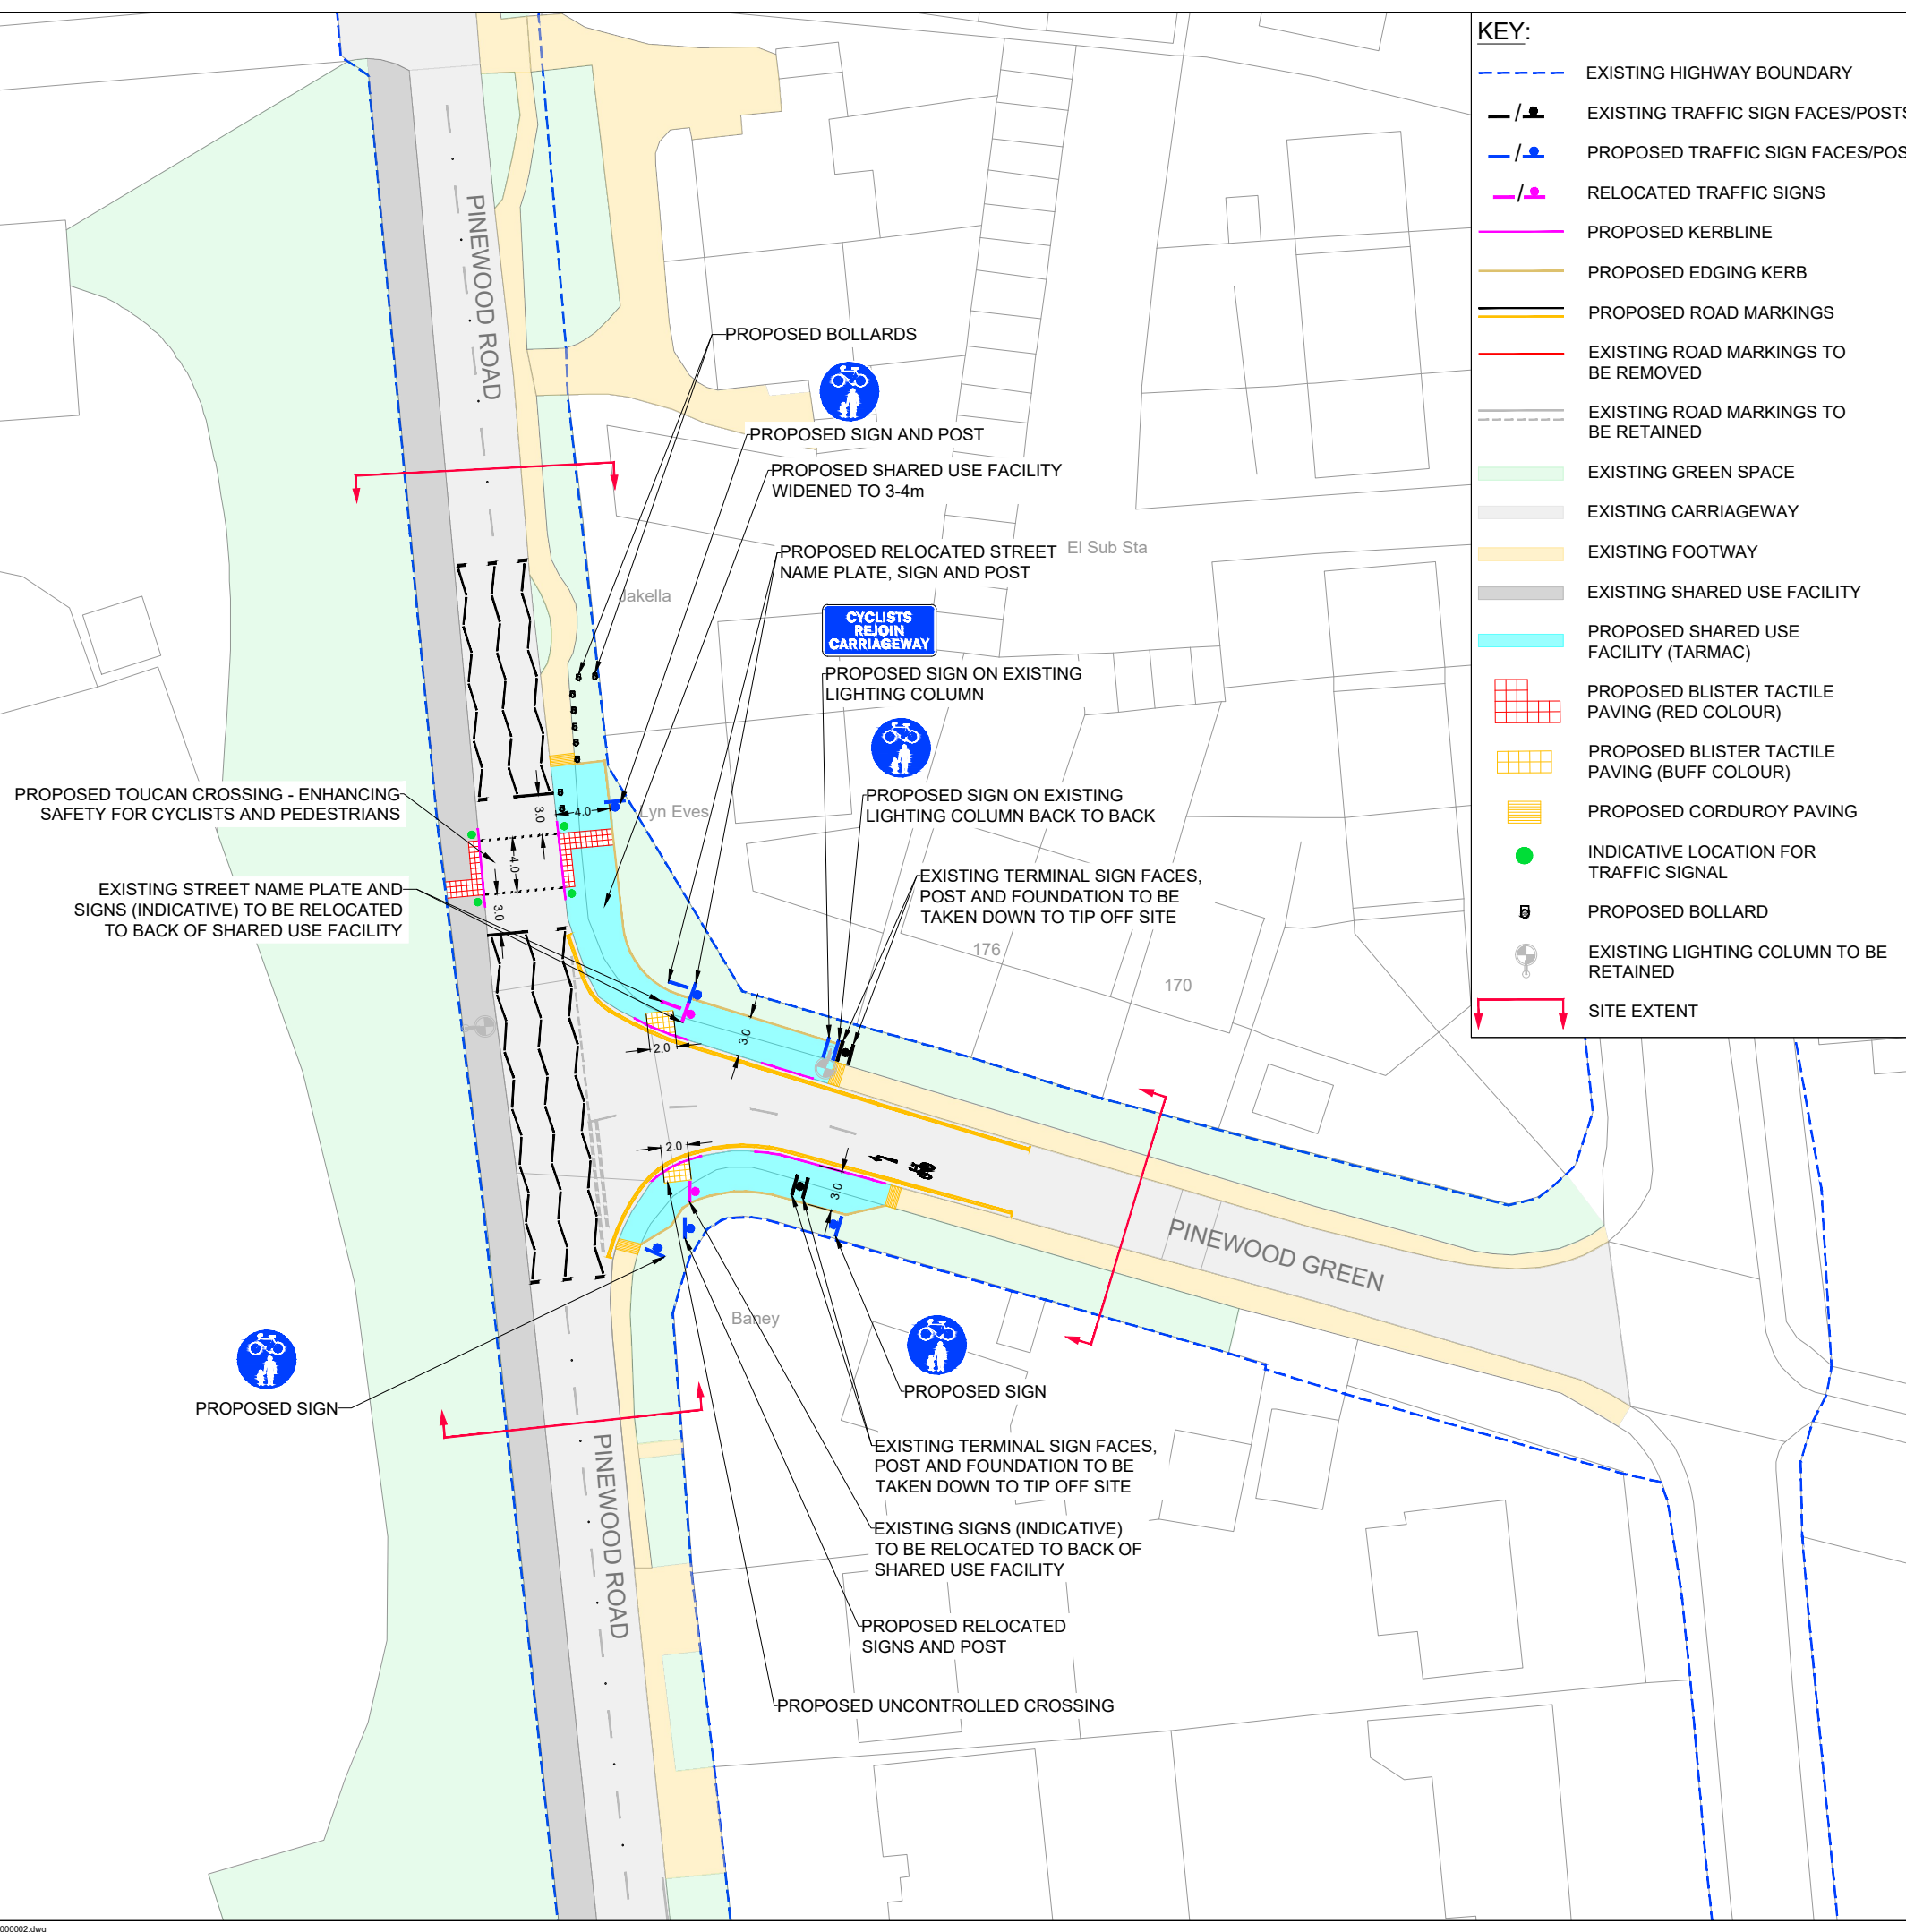 KEY:
EXISTING HIGHWAY BOUNDARY
EXISTING TRAFFIC SIGN FACES/POSTS
PROPOSED TRAFFIC SIGN FACES/POS
RELOCATED TRAFFIC SIGNS
PROPOSED KERBLINE
PROPOSED EDGING KERB
PROPOSED ROAD MARKINGS
EXISTING ROAD MARKINGS TO
BE REMOVED
EXISTING ROAD MARKINGS TO
BE RETAINED
EXISTING GREEN SPACE
EXISTING CARRIAGEWAY
EXISTING FOOTWAY
EXISTING SHARED USE FACILITY
PROPOSED SHARED USE
FACILITY (TARMAC)
PROPOSED BLISTER TACTILE
PAVING (RED COLOUR)
PROPOSED BLISTER TACTILE
PAVING (BUFF COLOUR)
PROPOSED CORDUROY PAVING
INDICATIVE LOCATION FOR
TRAFFIC SIGNAL
PROPOSED BOLLARD
EXISTING LIGHTING COLUMN TO BE
RETAINED
SITE EXTENT
PINEWOOD ROAD
PROPOSED BOLLARDS
PROPOSED SIGN AND POST
PROPOSED SHARED USE FACILITY
WIDENED TO 3-4m
PROPOSED RELOCATED STREET
NAME PLATE, SIGN AND POST
El Sub Sta
Jakella
CYCLISTS
REJOIN
CARRIAGEWAY
PROPOSED SIGN ON EXISTING
LIGHTING COLUMN
PROPOSED TOUCAN CROSSING - ENHANCING
SAFETY FOR CYCLISTS AND PEDESTRIANS
3.0
4.0
Lyn Eves
PROPOSED SIGN ON EXISTING
LIGHTING COLUMN BACK TO BACK
4.0
EXISTING STREET NAME PLATE AND
SIGNS (INDICATIVE) TO BE RELOCATED
TO BACK OF SHARED USE FACILITY
3.0
EXISTING TERMINAL SIGN FACES,
POST AND FOUNDATION TO BE
TAKEN DOWN TO TIP OFF SITE
176
170
2.0
3.0
2.0
3.0
PINEWOOD GREEN
Baney
PROPOSED SIGN
PROPOSED SIGN
EXISTING TERMINAL SIGN FACES,
POST AND FOUNDATION TO BE
TAKEN DOWN TO TIP OFF SITE
PINEWOOD ROAD
EXISTING SIGNS (INDICATIVE)
TO BE RELOCATED TO BACK OF
SHARED USE FACILITY
PROPOSED RELOCATED
SIGNS AND POST
PROPOSED UNCONTROLLED CROSSING
000002.dwg